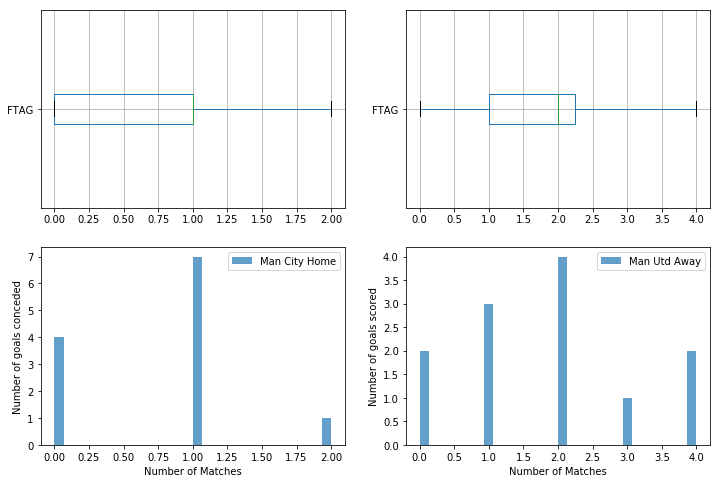 FTAG
0.00 0.25 0.50 0.75 1.00 1.25 1.50 1.75 2.00
FTAG
0.0 0.5 1.0 1.5 2.0 2.5 3.0 3.5 4.0
Number of goals conceded
7
6
5
4
3
2
1
0
Man City Home
0.00 0.25 0.50 0.75 1.00 1.25 1.50 1.75 2.00
Number of Matches
Number of goals scored
4.0
3.5
3.0
2.5
2.0
1.5
1.0
0.5
0.0
Man Utd Away
0.0 0.5 1.0 1.5 2.0 2.5 3.0 3.5 4.0
Number of Matches